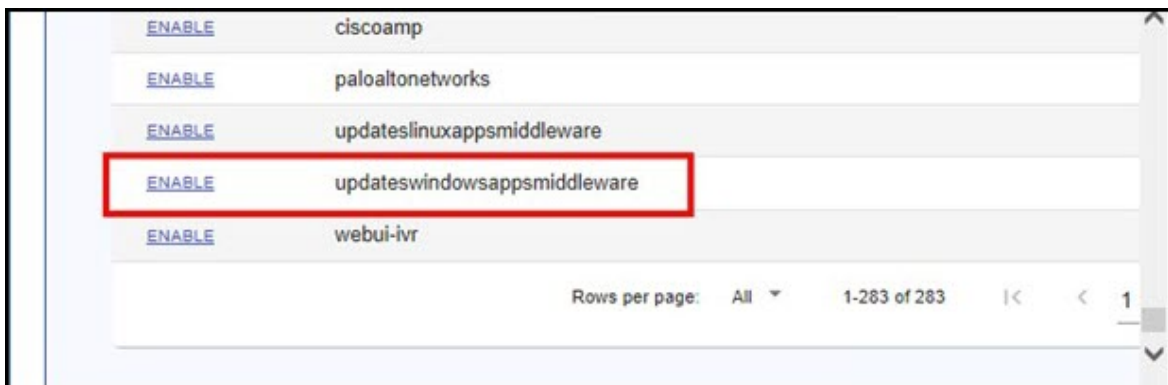 ENABLE ciscoamp
ENABLE paloaltonetworks
ENABLE updateslinuxappsmiddleware
ENABLE updateswindowsappsmiddleware
ENABLE webui-ivr
Rows per page: All 1-283 of 283 |< < 1